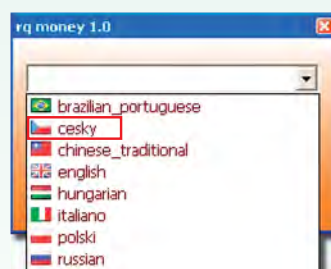 rq money 1.0
brazilian_portuguese
cesky
chinese_traditional
english
hungarian
italiano
polski
russian